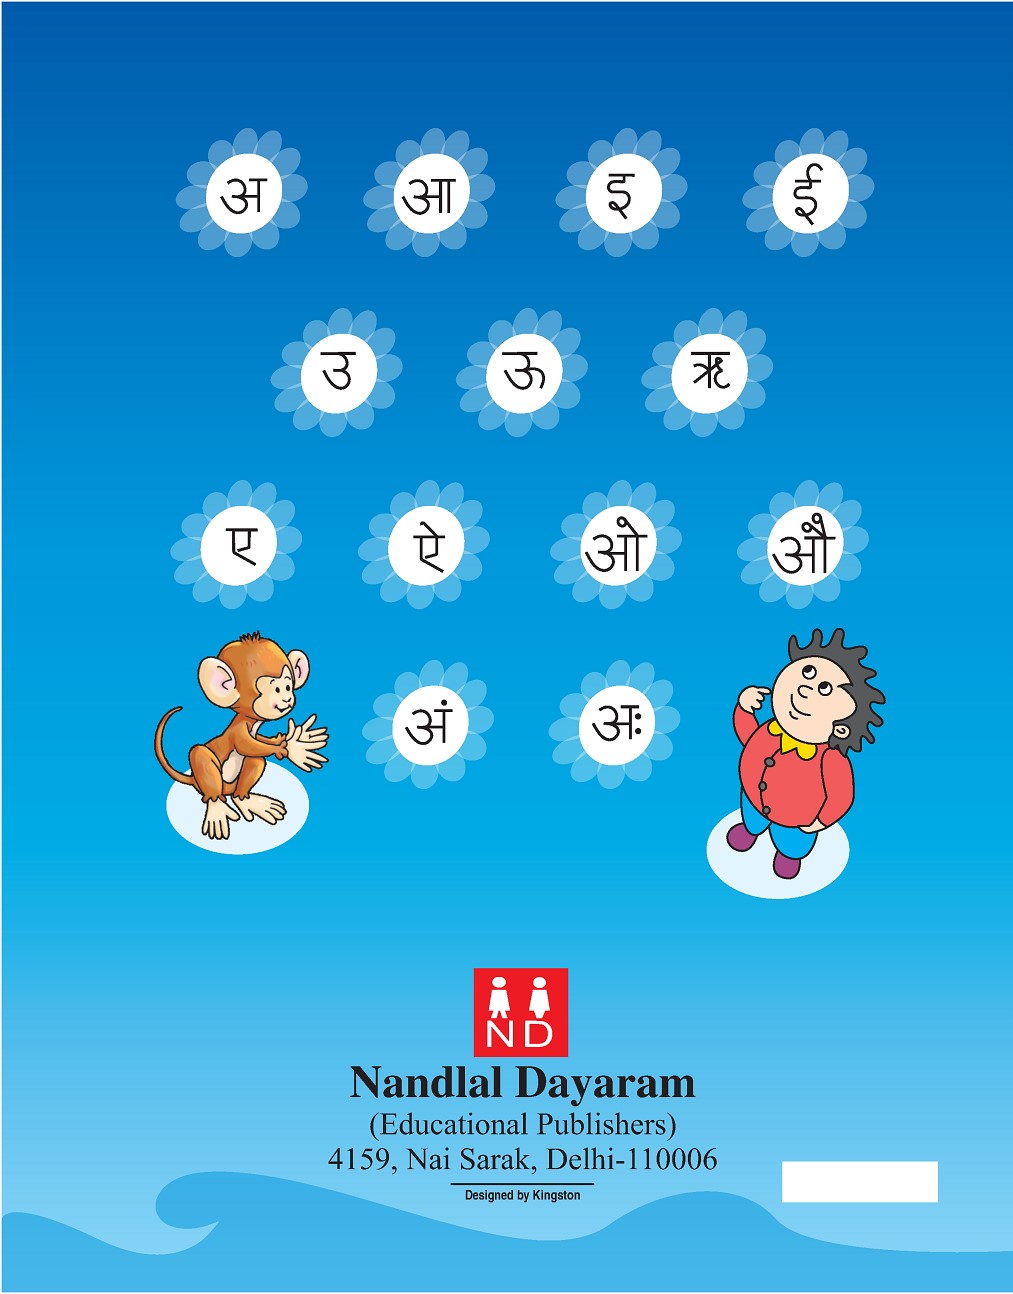 अ आ इ ई
उ ऊ ऋ
ए ऐ ओ औ
अं अः
ND
Nandlal Dayaram
(Educational Publishers)
4159, Nai Sarak, Delhi-110006
Designed by Kingston